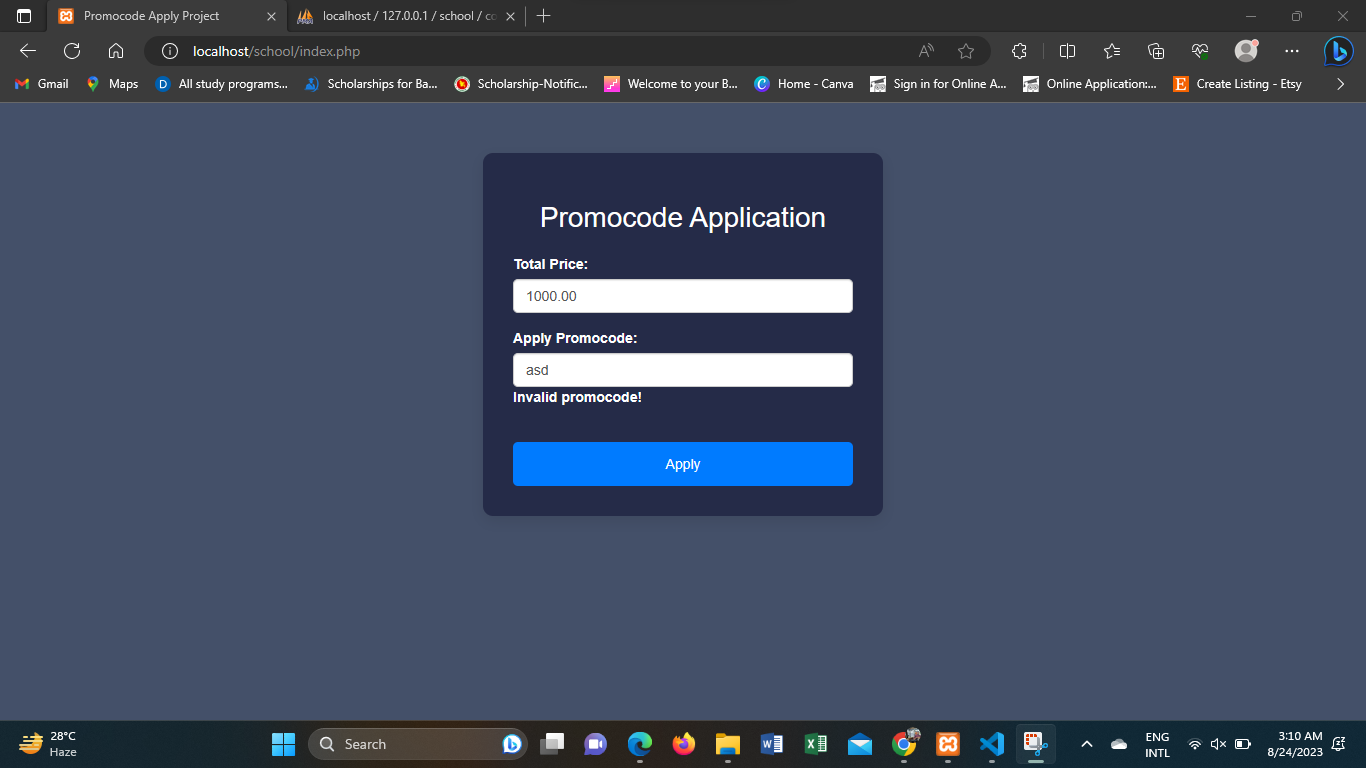 Promocode Apply Project
localhost / 127.0.0.1 / school / co
localhost/school/index.php
Gmail
Maps
All study programs...
Scholarships for Ba...
Scholarship-Notific...
Welcome to your B...
Home - Canva
Sign in for Online A...
Online Application:...
Create Listing - Etsy
Promocode Application
Total Price:
1000.00
Apply Promocode:
asd
Invalid promocode!
Apply
28°C
Haze
Search
ENG
INTL
3:10 AM
8/24/2023